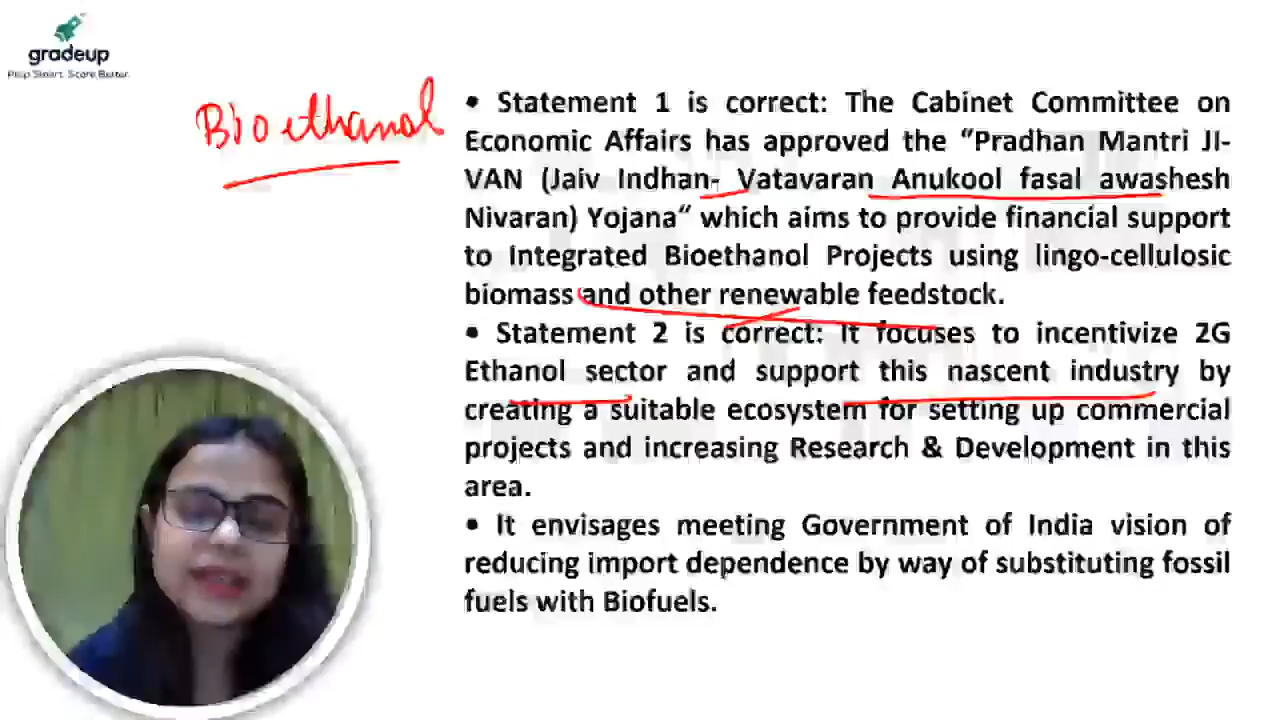 gradeup
Prep Smart. Score Better.
Bioethanol
• Statement 1 is correct: The Cabinet Committee on
Economic Affairs has approved the “Pradhan Mantri JI-
VAN (Jaiv Indhan- Vatavaran Anukool fasal awashesh
Nivaran) Yojana“ which aims to provide financial support
to Integrated Bioethanol Projects using lingo-cellulosic
biomass and other renewable feedstock.
• Statement 2 is correct: It focuses to incentivize 2G
Ethanol sector and support this nascent industry by
creating a suitable ecosystem for setting up commercial
projects and increasing Research & Development in this
area.
• It envisages meeting Government of India vision of
reducing import dependence by way of substituting fossil
fuels with Biofuels.